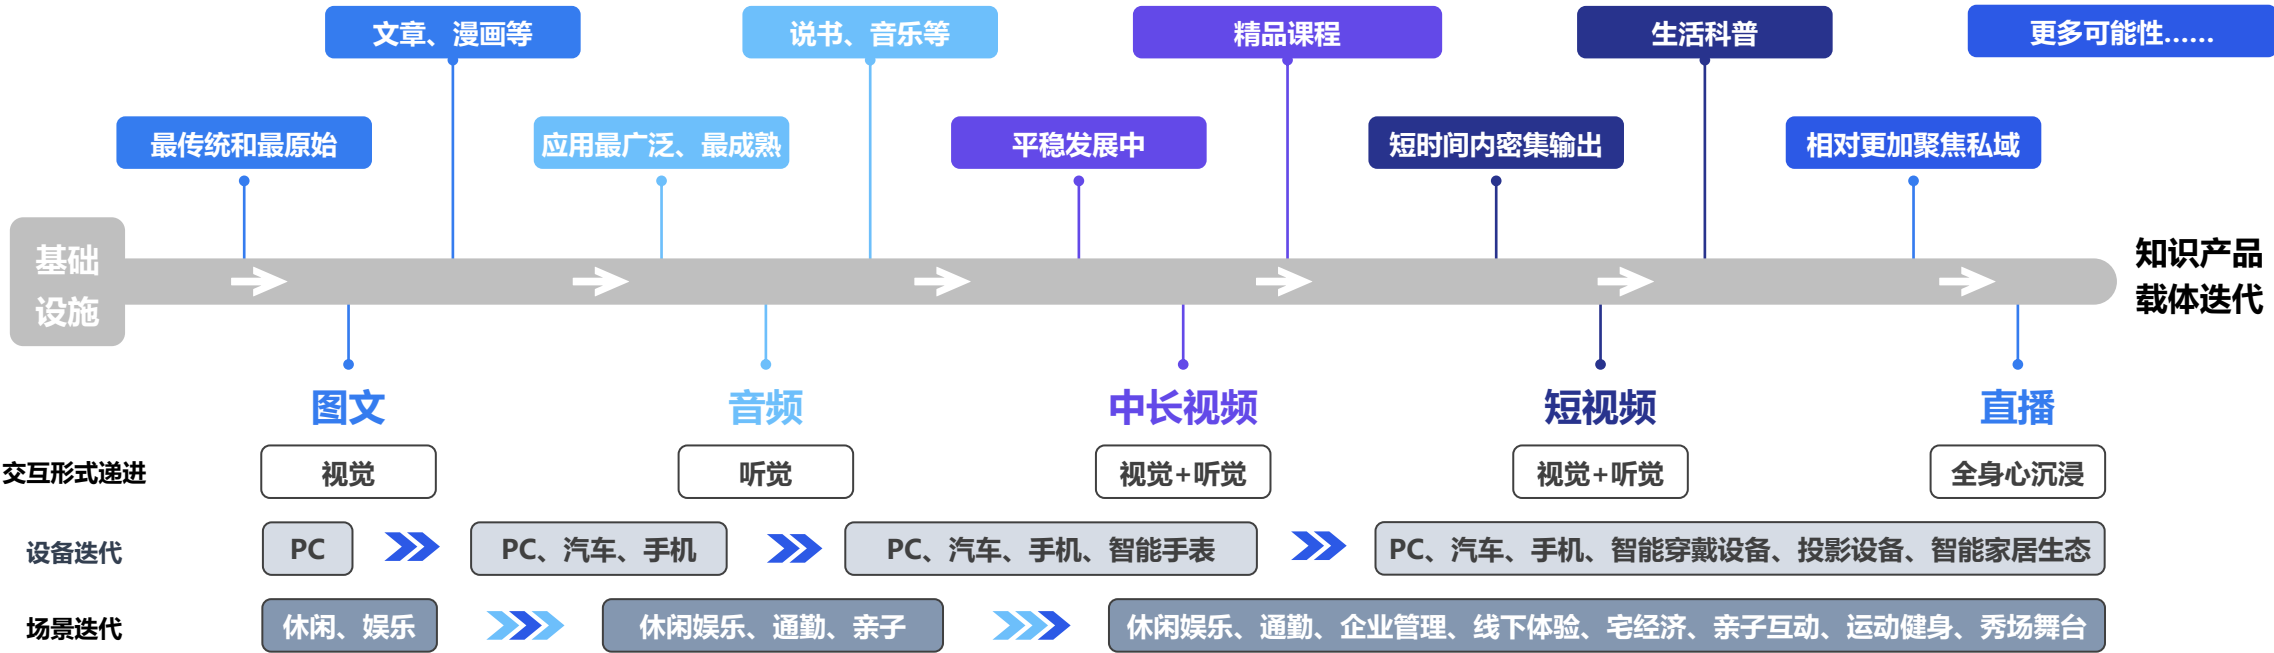 文章、漫画等
说书、音乐等
精品课程
生活科普
更多可能性……
最传统和最原始
应用最广泛、最成熟
平稳发展中
短时间内密集输出
相对更加聚焦私域
基础
设施
知识产品
载体迭代
图文
音频
中长视频
短视频
直播
交互形式递进
视觉
听觉
视觉+听觉
视觉+听觉
全身心沉浸
设备迭代
PC
PC、汽车、手机
PC、汽车、手机、智能手表
PC、汽车、手机、智能穿戴设备、投影设备、智能家居生态
场景迭代
休闲、娱乐
休闲娱乐、通勤、亲子
休闲娱乐、通勤、企业管理、线下体验、宅经济、亲子互动、运动健身、秀场舞台